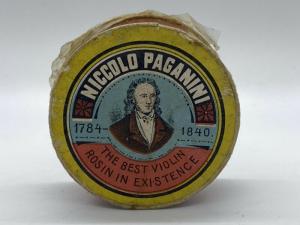 NICCOLO PAGANINI
1784-1840.
THE BEST VIOLIN
ROSIN IN EXISTENCE